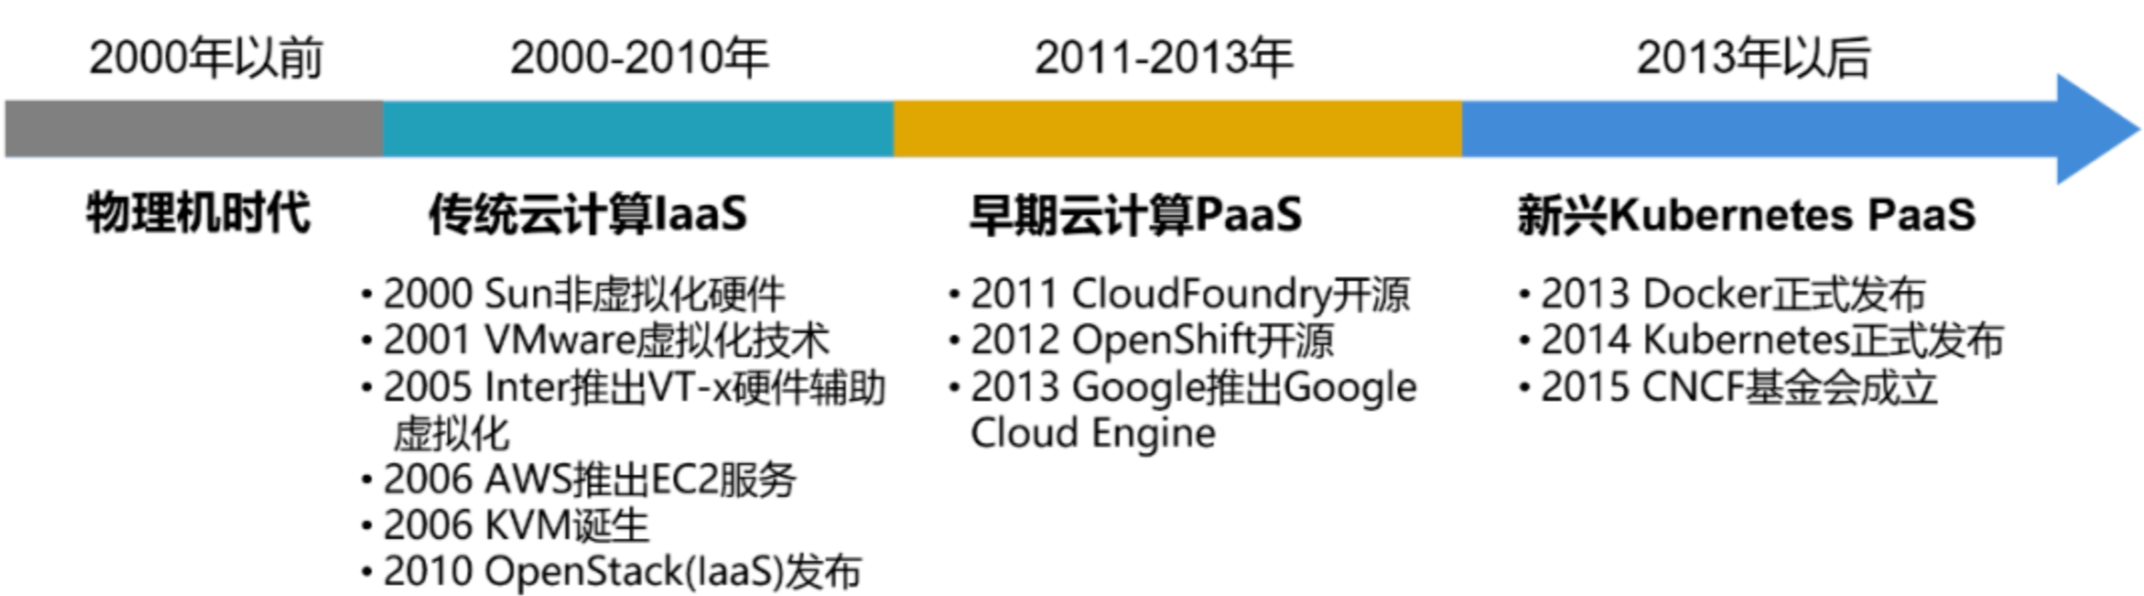 2000年以前
2000-2010年
2011-2013年
2013年以后
物理机时代
传统云计算IaaS
早期云计算PaaS
新兴Kubernetes PaaS
• 2000 Sun非虚拟化硬件
• 2001 VMware虚拟化技术
• 2005 Inter推出VT-x硬件辅助
虚拟化
• 2006 AWS推出EC2服务
• 2006 KVM诞生
• 2010 OpenStack(IaaS)发布
• 2011 CloudFoundry开源
• 2012 OpenShift开源
• 2013 Google推出Google
Cloud Engine
• 2013 Docker正式发布
• 2014 Kubernetes正式发布
• 2015 CNCF基金会成立